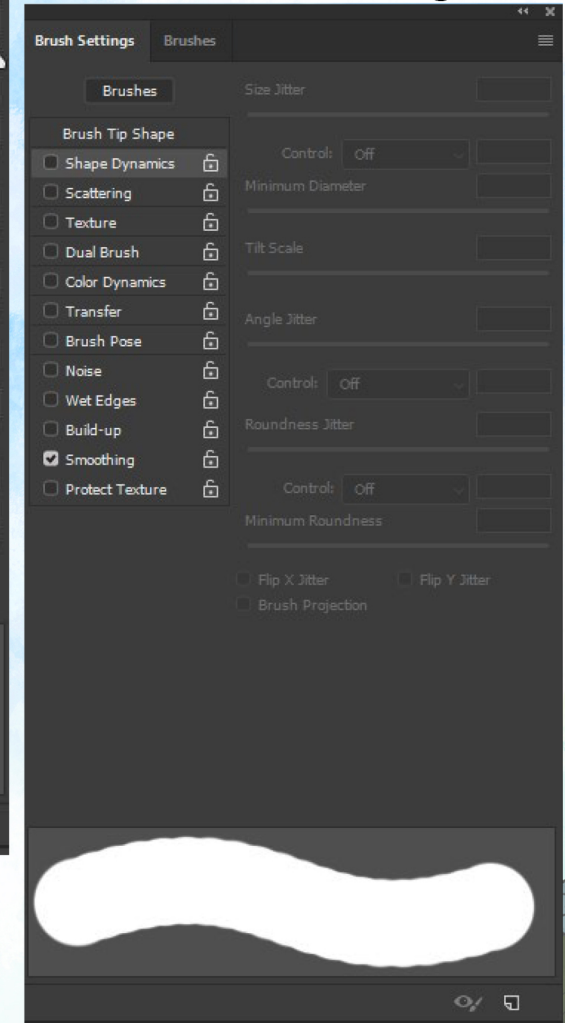 Brush Settings Brushes
Brushes
Brush Tip Shape
Shape Dynamics
Scattering
Texture
Dual Brush
Color Dynamics
Transfer
Brush Pose
Noise
Wet Edges
Build-up
Smoothing
Protect Texture
Size Jitter
Control: Off
Minimum Diameter
Tilt Scale
Angle Jitter
Control: Off
Roundness Jitter
Control: Off
Minimum Roundness
Flip X Jitter Flip Y Jitter
Brush Projection